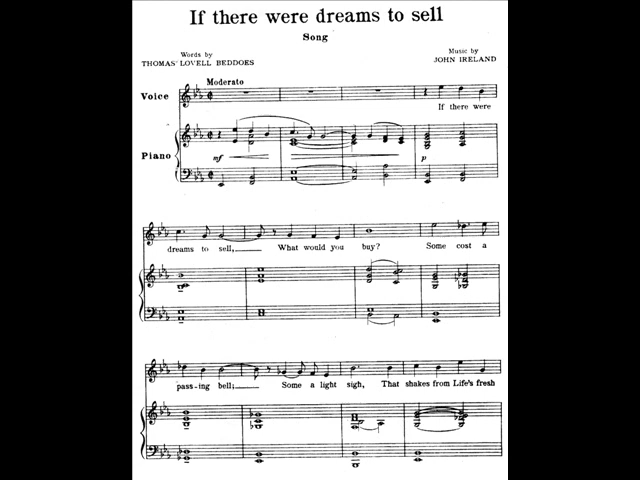 If there were dreams to sell
Song
Words by
THOMAS LOVELL BEDDOES
Music by
JOHN IRELAND
Moderato
Voice
If there were
Piano
mf
p
dreams to sell, What would you buy? Some cost a
pass-ing bell; Some a light sigh, That shakes from Life's fresh